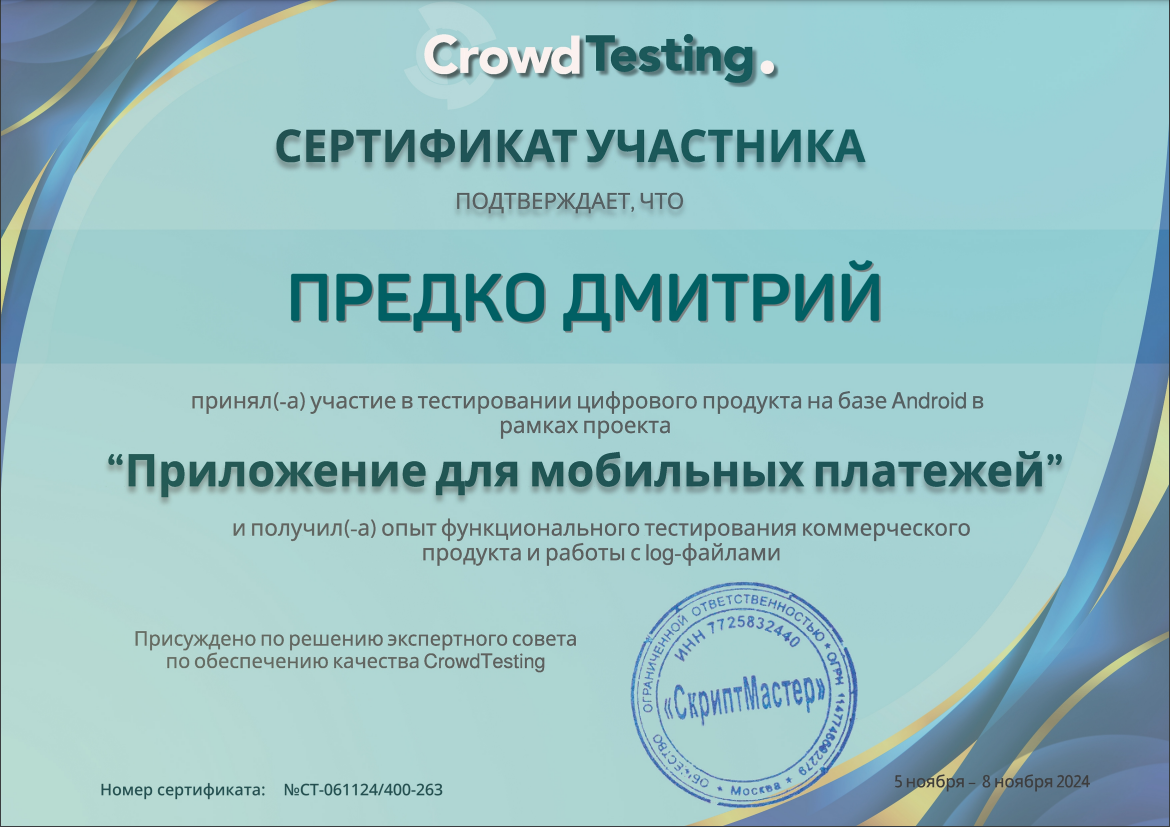 CrowdTesting.
СЕРТИФИКАТ УЧАСТНИКА
ПОДТВЕРЖДАЕТ, ЧТО
ПРЕДКО ДМИТРИЙ
принял(-а) участие в тестировании цифрового продукта на базе Android в
рамках проекта
“Приложение для мобильных платежей”
и получил(-а) опыт функционального тестирования коммерческого
продукта и работы с log-файлами
Присуждено по решению экспертного совета
по обеспечению качества CrowdTesting
ОБЩЕСТВО ОГРАНИЧЕННОЙ ОТВЕТСТВЕННОСТЬЮ * ОГРН
ИНН 7725832440
«СкриптМастер»
* Москва *
Номер сертификата: №CT-061124/400-263
5 ноября – 8 ноября 2024